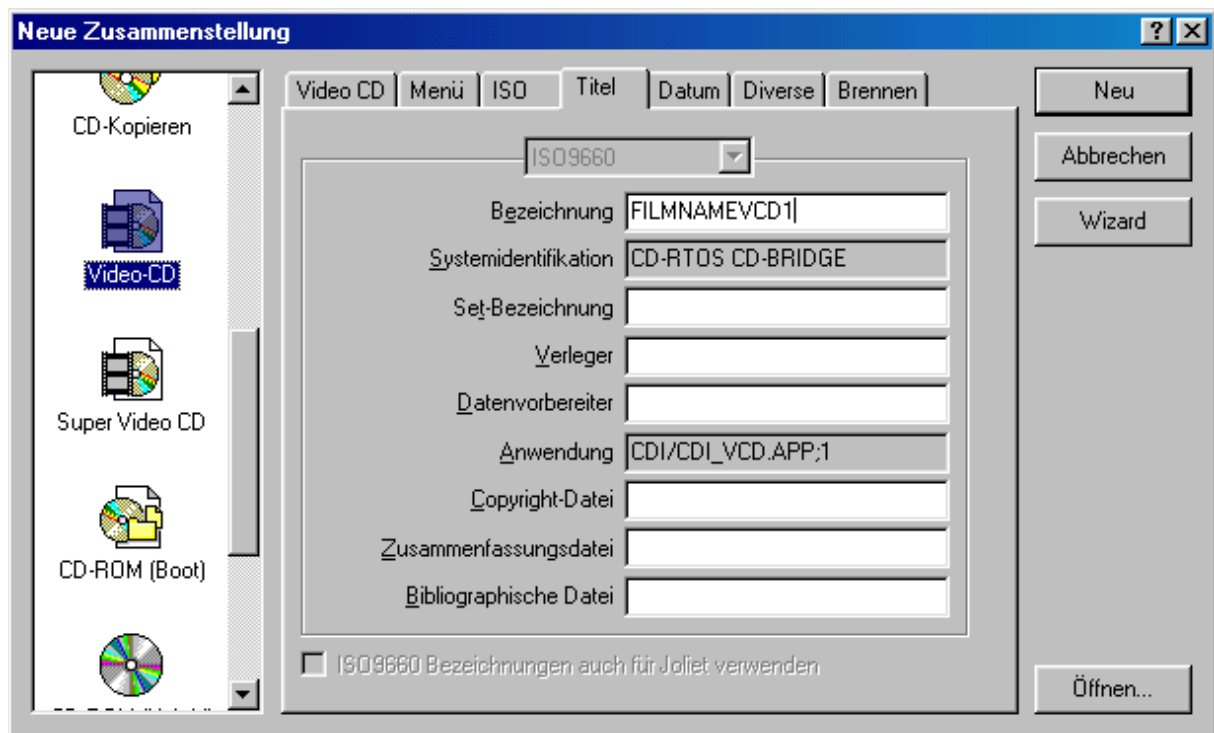 Neue Zusammenstellung
CD-Kopieren
Video-CD
Super Video CD
CD-ROM (Boot)
Video CD Menü ISO Titel Datum Diverse Brennen
ISO9660
Bezeichnung FILMNAMEVCD1
Systemidentifikation CD-RTOS CD-BRIDGE
Set-Bezeichnung
Verleger
Datenvorbereiter
Anwendung CDI/CDI_VCD.APP;1
Copyright-Datei
Zusammenfassungsdatei
Bibliographische Datei
ISO9660 Bezeichnungen auch für Joliet verwenden
Neu
Abbrechen
Wizard
Öffnen...